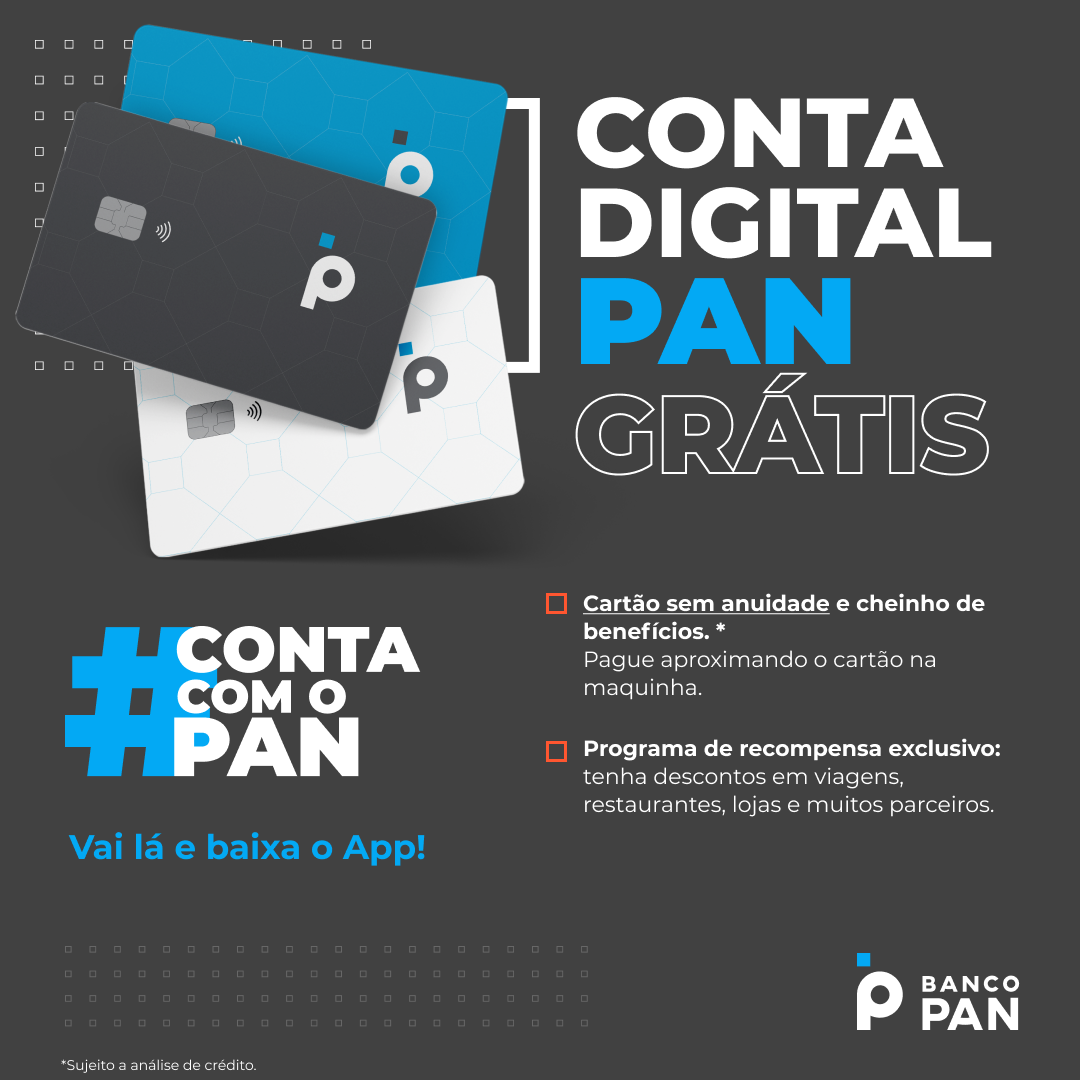 CONTA
DIGITAL
PAN
GRÁTIS
Cartão sem anuidade e cheinho de
benefícios. *
Pague aproximando o cartão na
maquinha.
Programa de recompensa exclusivo:
tenha descontos em viagens,
restaurantes, lojas e muitos parceiros.
#CONTA
COM O
PAN
Vai lá e baixa o App!
BANCO
PAN
*Sujeito a análise de crédito.